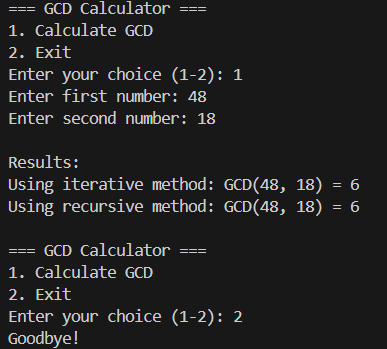 === GCD Calculator ===
1. Calculate GCD
2. Exit
Enter your choice (1-2): 1
Enter first number: 48
Enter second number: 18
Results:
Using iterative method: GCD(48, 18) = 6
Using recursive method: GCD(48, 18) = 6
=== GCD Calculator ===
1. Calculate GCD
2. Exit
Enter your choice (1-2): 2
Goodbye!